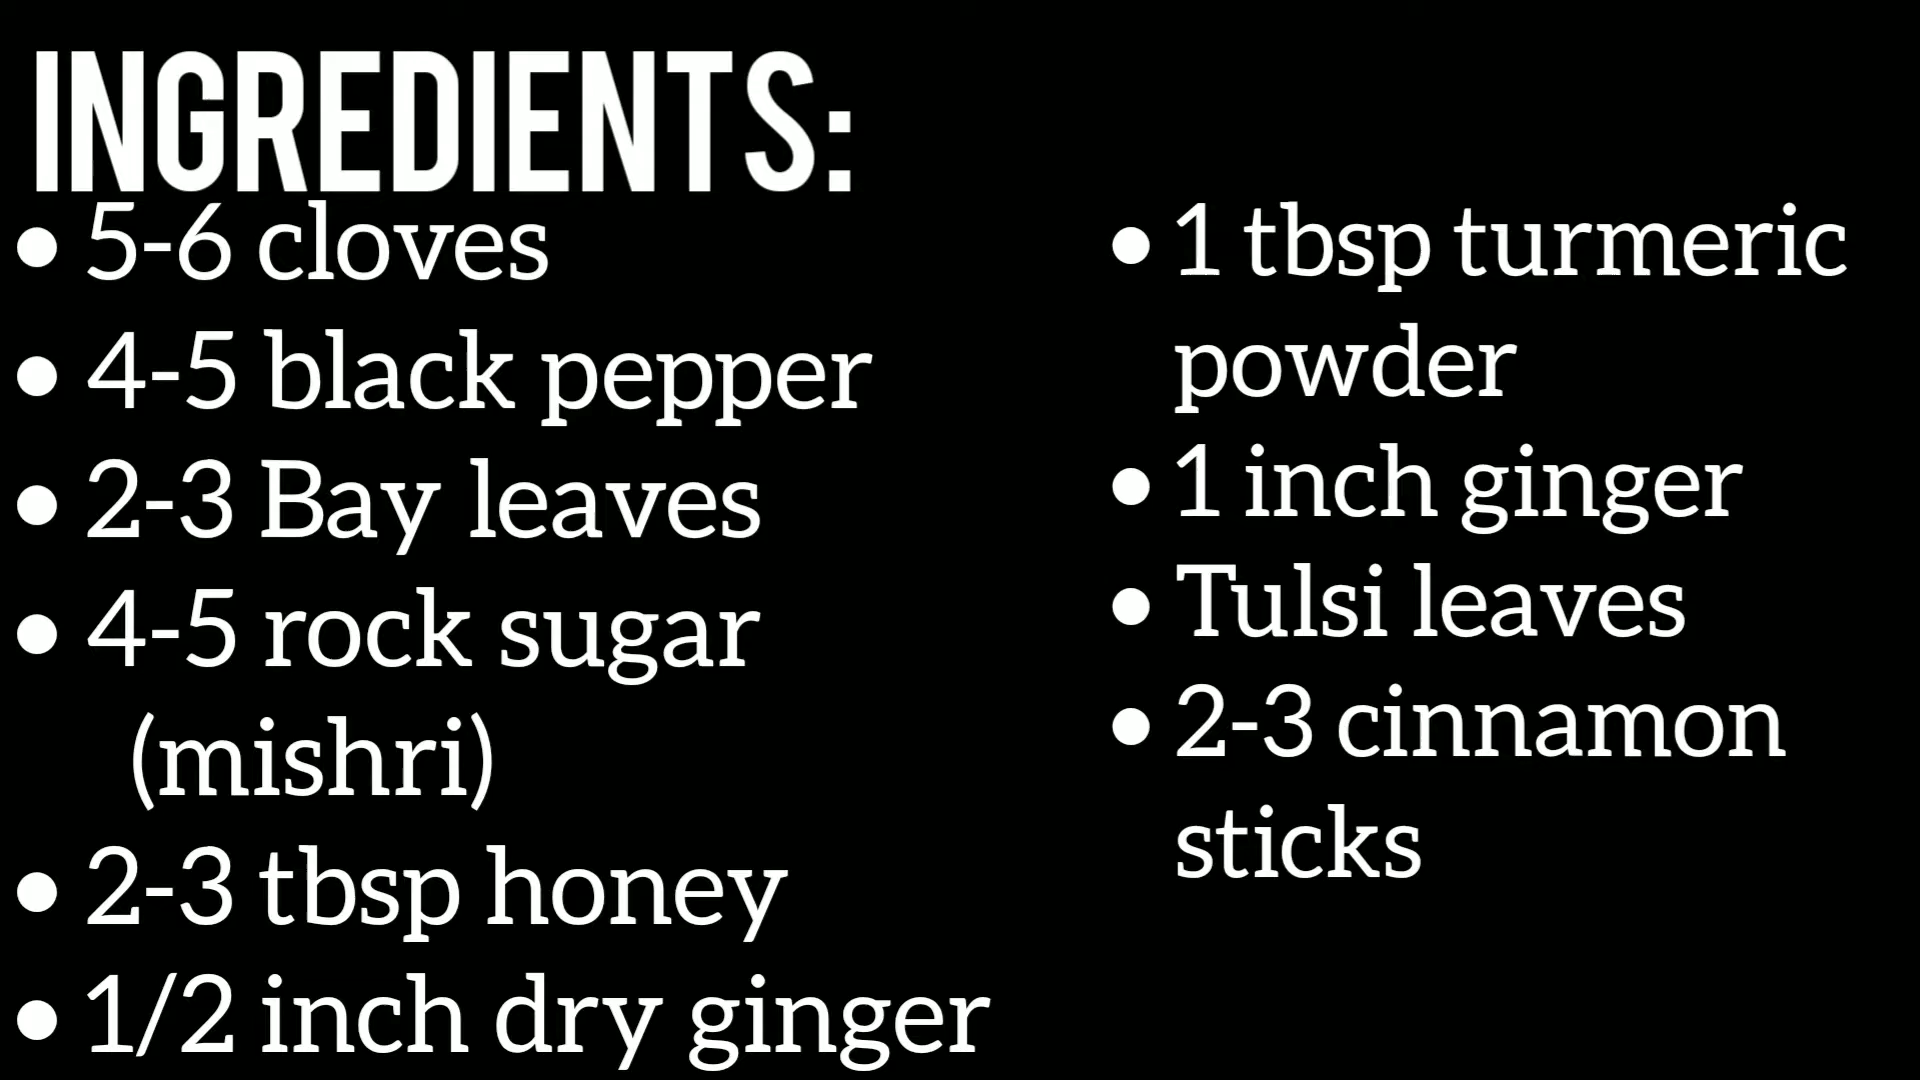 INGREDIENTS:
• 5-6 cloves
• 4-5 black pepper
• 2-3 Bay leaves
• 4-5 rock sugar
(mishri)
• 2-3 tbsp honey
• 1/2 inch dry ginger
• 1 tbsp turmeric
powder
• 1 inch ginger
• Tulsi leaves
• 2-3 cinnamon
sticks